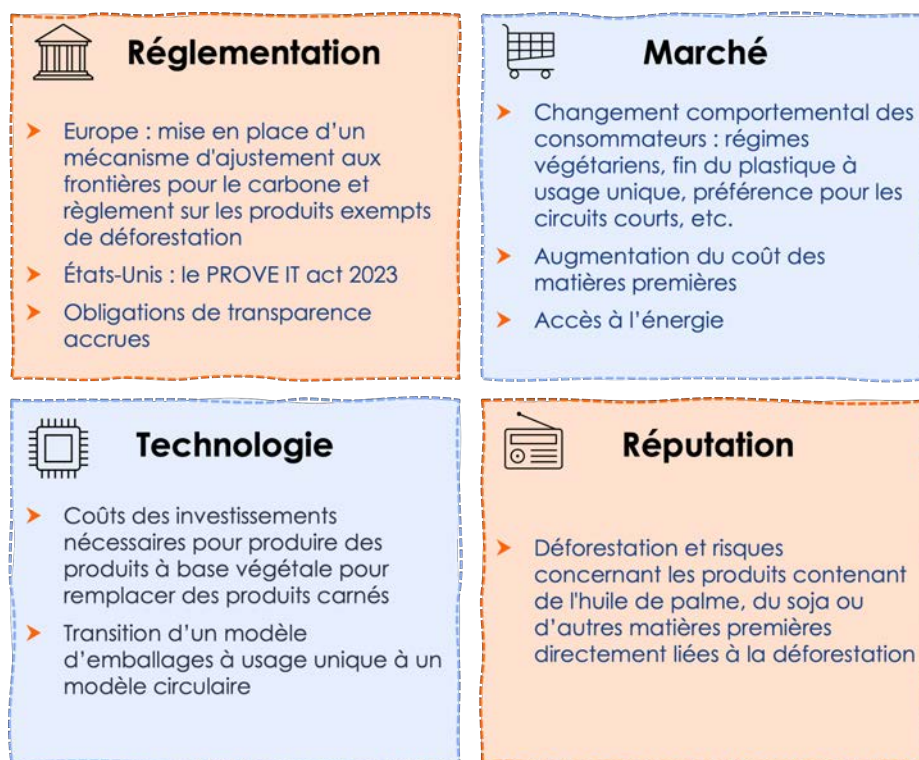 Réglementation
Europe : mise en place d’un
mécanisme d'ajustement aux
frontières pour le carbone et
règlement sur les produits exempts
de déforestation
États-Unis : le PROVE IT act 2023
Obligations de transparence
accrues
Marché
Changement comportemental des
consommateurs : régimes
végétariens, fin du plastique à
usage unique, préférence pour les
circuits courts, etc.
Augmentation du coût des
matières premières
Accès à l’énergie
Technologie
Coûts des investissements
nécessaires pour produire des
produits à base végétale pour
remplacer des produits carnés
Transition d’un modèle
d’emballages à usage unique à un
modèle circulaire
Réputation
Déforestation et risques
concernant les produits contenant
de l'huile de palme, du soja ou
d’autres matières premières
directement liées à la déforestation